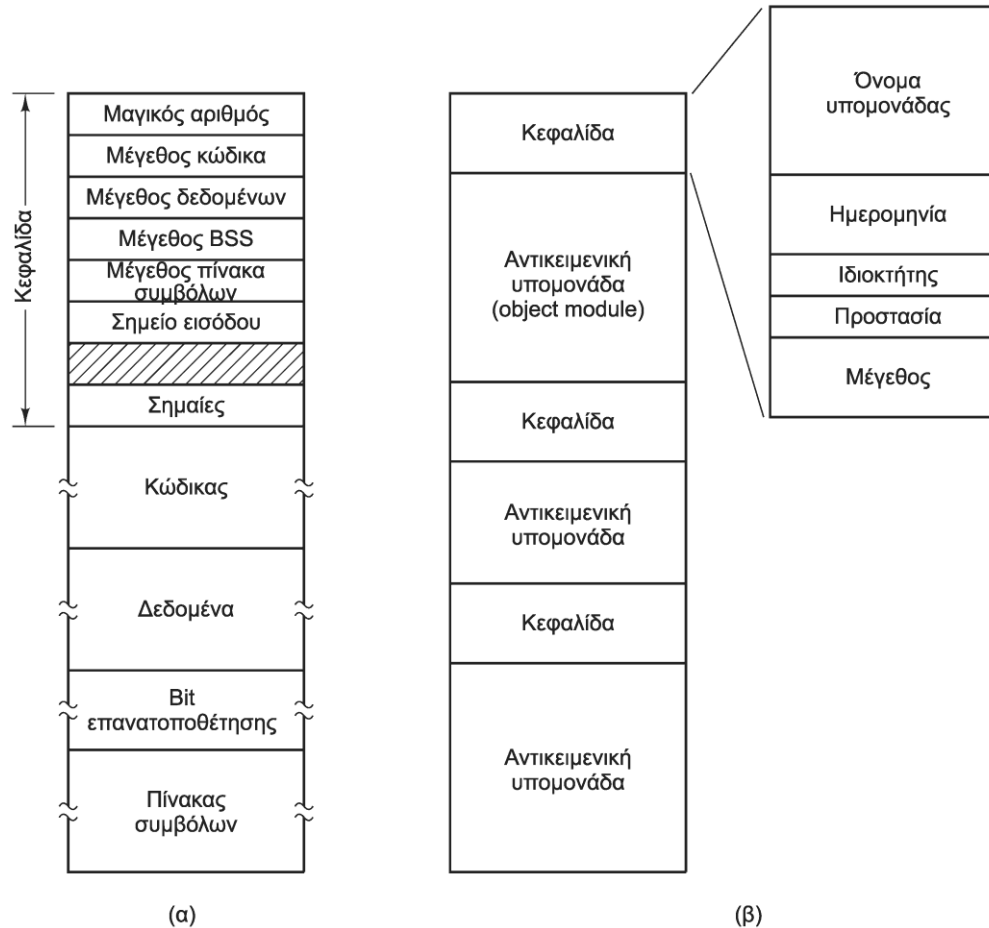 Κεφαλίδα
Μαγικός αριθμός
Μέγεθος κώδικα
Μέγεθος δεδομένων
Μέγεθος BSS
Μέγεθος πίνακα
συμβόλων
Σημείο εισόδου
Σημαίες
Κώδικας
Δεδομένα
Bit
επανατοποθέτησης
Πίνακας
συμβόλων
(α)
Κεφαλίδα
Αντικειμενική
υπομονάδα
(object module)
Κεφαλίδα
Αντικειμενική
υπομονάδα
Κεφαλίδα
Αντικειμενική
υπομονάδα
Όνομα
υπομονάδας
Ημερομηνία
Ιδιοκτήτης
Προστασία
Μέγεθος
(β)